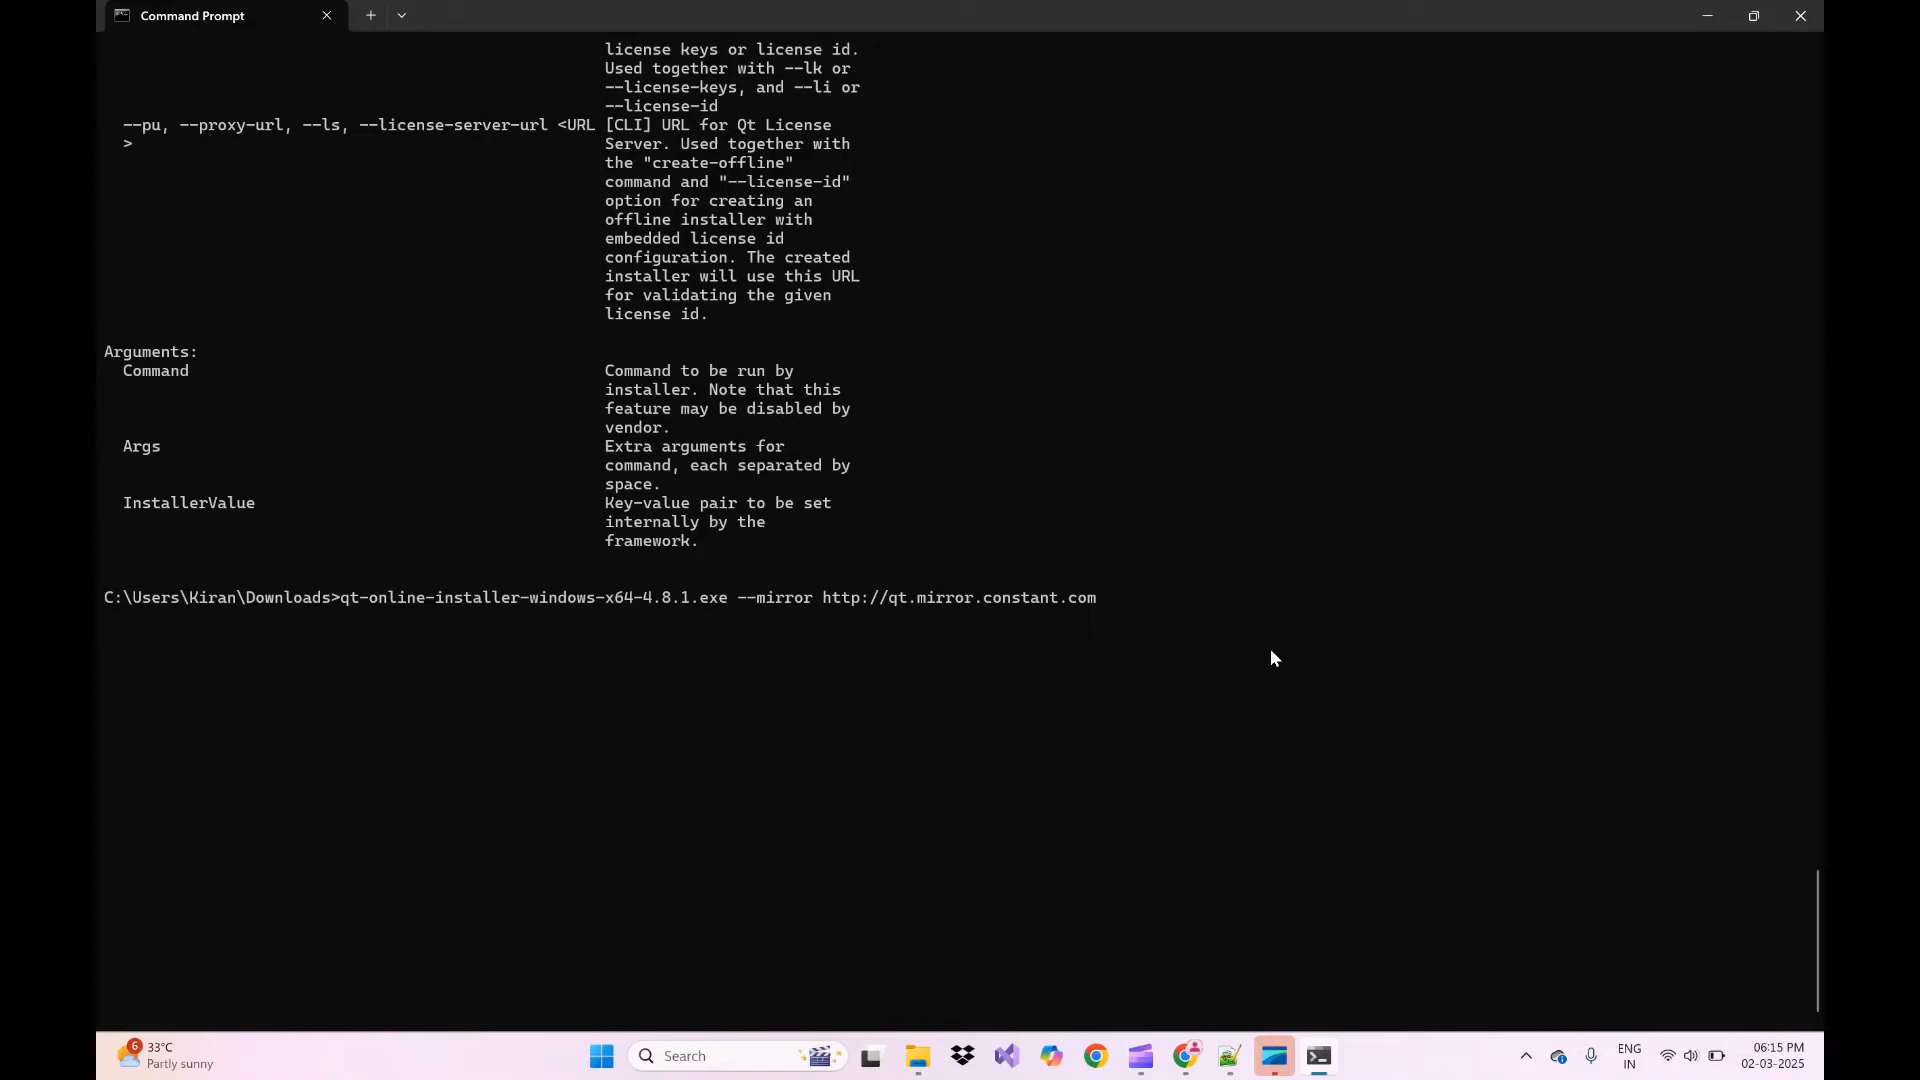 Command Prompt
license keys or license id.
Used together with --lk or
--license-keys, and --li or
--license-id
--pu, --proxy-url, --ls, --license-server-url <URL [CLI] URL for Qt License
> Server. Used together with
the "create-offline"
command and "--license-id"
option for creating an
offline installer with
embedded license id
configuration. The created
installer will use this URL
for validating the given
license id.
Arguments:
Command Command to be run by
installer. Note that this
feature may be disabled by
vendor.
Args Extra arguments for
command, each separated by
space.
InstallerValue Key-value pair to be set
internally by the
framework.
C:\Users\Kiran\Downloads>qt-online-installer-windows-x64-4.8.1.exe --mirror http://qt.mirror.constant.com
6
33°C
Partly sunny
Search
ENG
IN
06:15 PM
02-03-2025